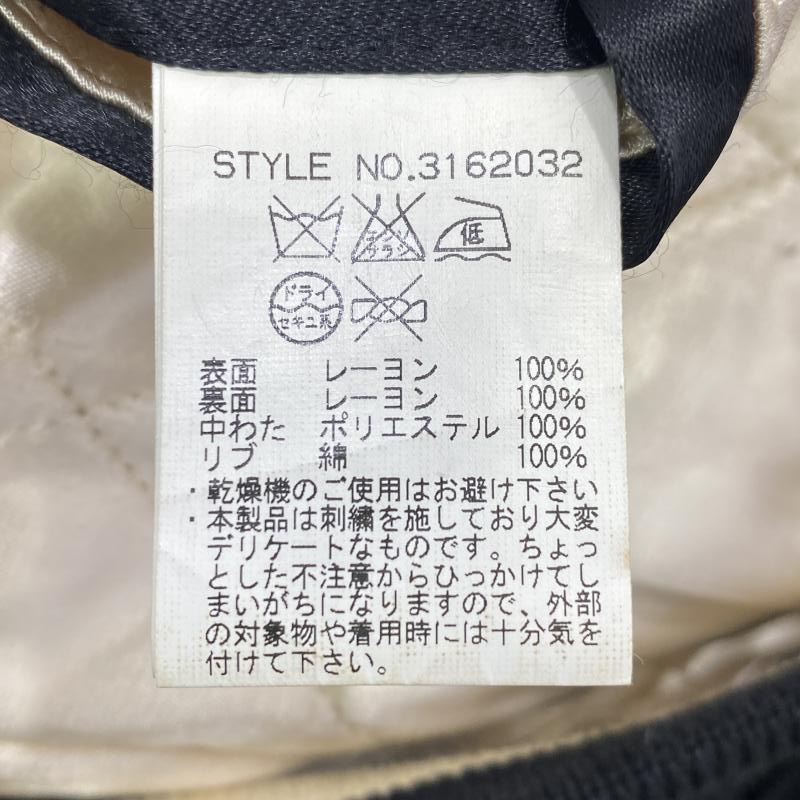 STYLE NO.3162032
エンソ
サラシ
低
ドライ
セキユ系
表面 レーヨン 100%
裏面 レーヨン 100%
中わた ポリエステル 100%
リブ 綿 100%
・乾燥機のご使用はお避け下さい
・本製品は刺繍を施しており大変
デリケートなものです。ちょっ
とした不注意からひっかけてし
まいがちになりますので、外部
の対象物や着用時には十分気を
付けて下さい。